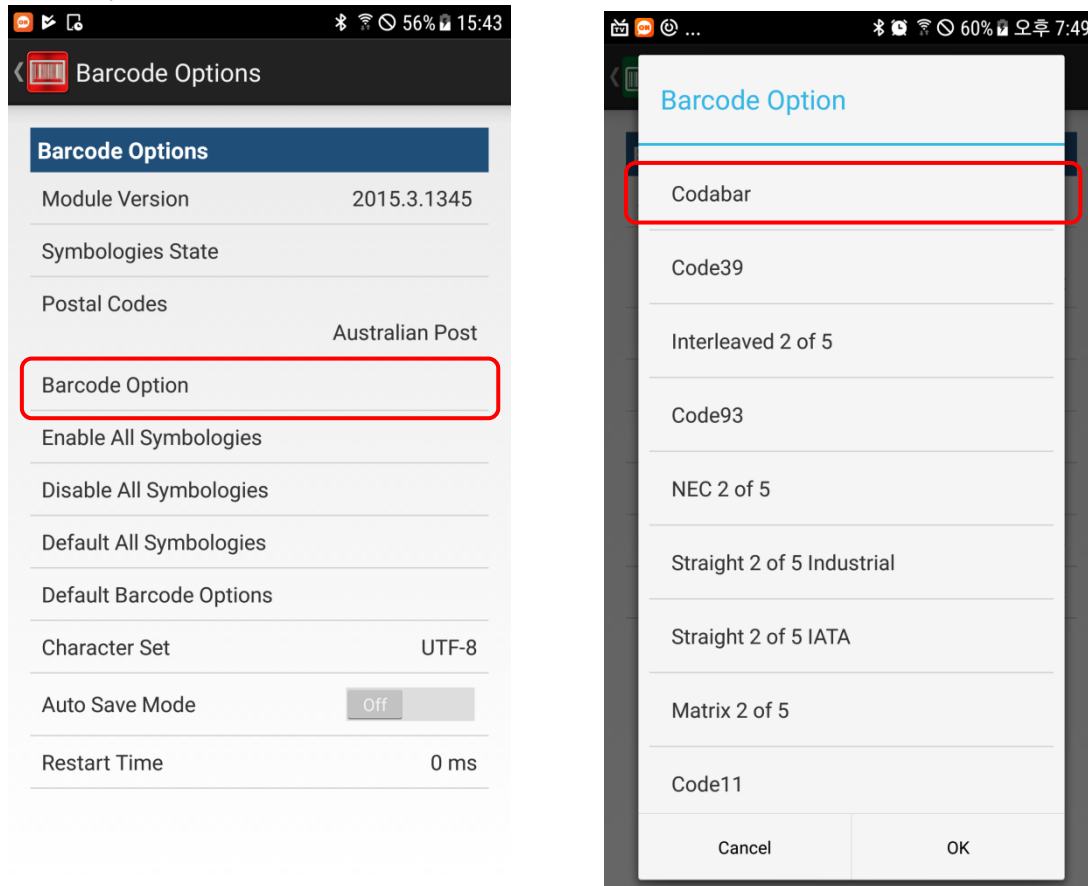 56% 15:43
Barcode Options
Barcode Options
Module Version 2015.3.1345
Symbologies State
Postal Codes
Australian Post
Barcode Option
Enable All Symbologies
Disable All Symbologies
Default All Symbologies
Default Barcode Options
Character Set UTF-8
Auto Save Mode Off
Restart Time 0 ms
... 60% 오후 7:49
Barcode Option
Codabar
Code39
Interleaved 2 of 5
Code93
NEC 2 of 5
Straight 2 of 5 Industrial
Straight 2 of 5 IATA
Matrix 2 of 5
Code11
Cancel OK